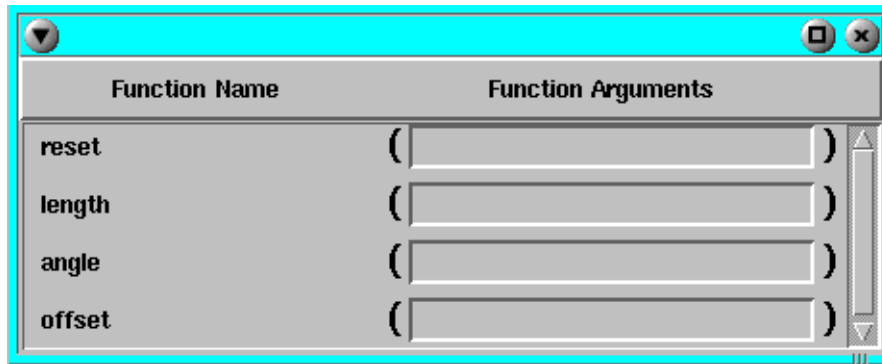 Function Name Function Arguments
reset ( )
length ( )
angle ( )
offset ( )